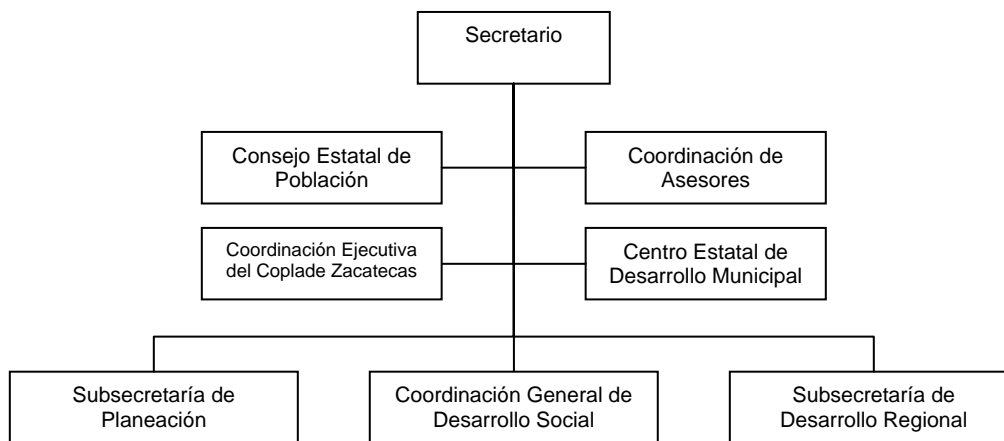 Secretario
Consejo Estatal de
Población
Coordinación de
Asesores
Coordinación Ejecutiva
del Coplade Zacatecas
Centro Estatal de
Desarrollo Municipal
Subsecretaría de
Planeación
Coordinación General de
Desarrollo Social
Subsecretaría de
Desarrollo Regional